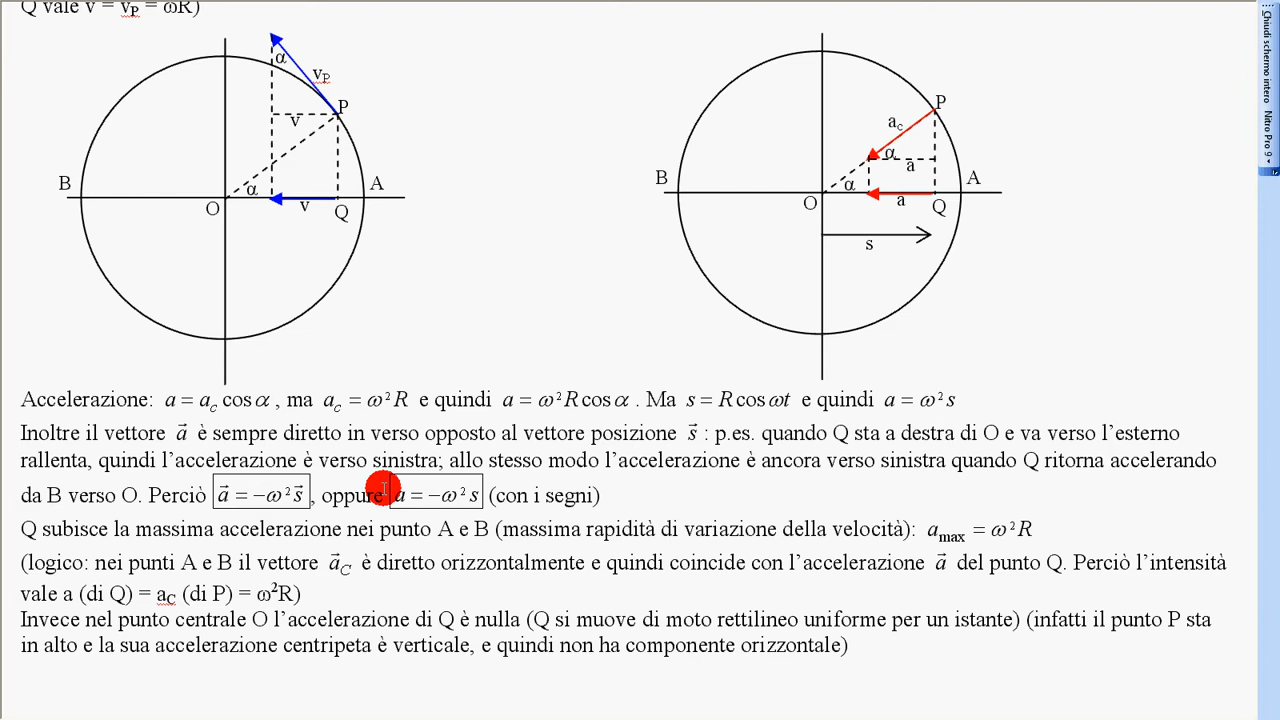 Q vale v = vP = ωR)
α
vP
P
v
B
α
A
O
v
Q
P
ac
α
a
B
α
A
O
a
Q
s
Accelerazione: a = ac cos α , ma ac = ω²R e quindi a = ω²R cos α . Ma s = R cos ωt e quindi a = ω²s
Inoltre il vettore a⃗ è sempre diretto in verso opposto al vettore posizione s⃗ : p.es. quando Q sta a destra di O e va verso l'esterno
rallenta, quindi l'accelerazione è verso sinistra; allo stesso modo l'accelerazione è ancora verso sinistra quando Q ritorna accelerando
da B verso O. Perciò a⃗ = −ω²s⃗ , oppure a = −ω²s (con i segni)
Q subisce la massima accelerazione nei punto A e B (massima rapidità di variazione della velocità): amax = ω²R
(logico: nei punti A e B il vettore a⃗C è diretto orizzontalmente e quindi coincide con l'accelerazione a⃗ del punto Q. Perciò l'intensità
vale a (di Q) = aC (di P) = ω²R)
Invece nel punto centrale O l'accelerazione di Q è nulla (Q si muove di moto rettilineo uniforme per un istante) (infatti il punto P sta
in alto e la sua accelerazione centripeta è verticale, e quindi non ha componente orizzontale)
Chiudi schermo intero Nitro Pro 9